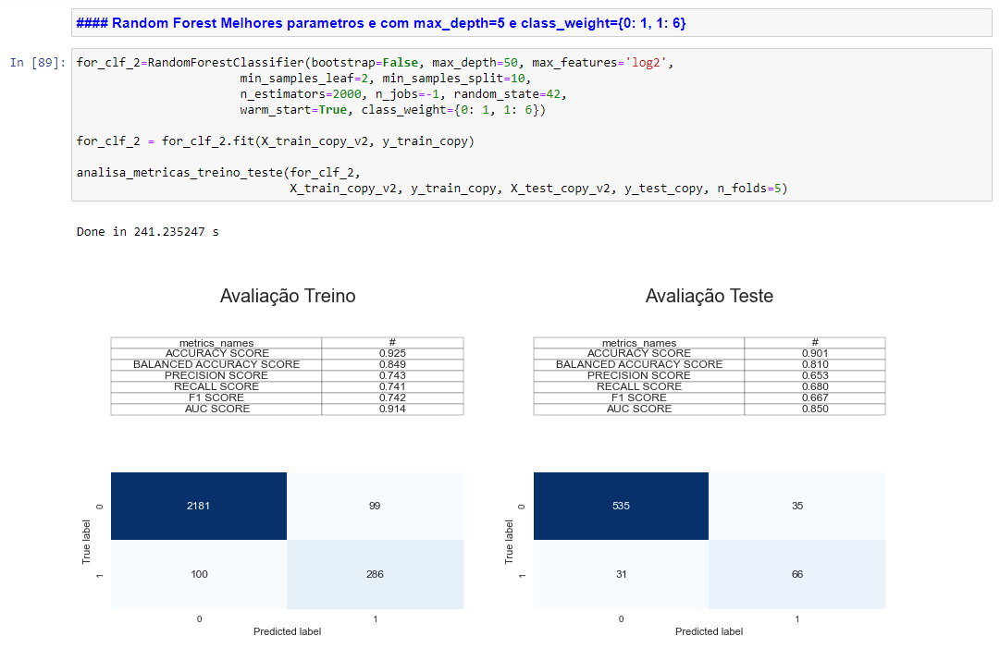 #### Random Forest Melhores parametros e com max_depth=5 e class_weight={0: 1, 1: 6}
In [89]: for_clf_2=RandomForestClassifier(bootstrap=False, max_depth=50, max_features='log2',
min_samples_leaf=2, min_samples_split=10,
n_estimators=2000, n_jobs=-1, random_state=42,
warm_start=True, class_weight={0: 1, 1: 6})
for_clf_2 = for_clf_2.fit(X_train_copy_v2, y_train_copy)
analisa_metricas_treino_teste(for_clf_2,
X_train_copy_v2, y_train_copy, X_test_copy_v2, y_test_copy, n_folds=5)
Done in 241.235247 s
Avaliação Treino
metrics_names #
ACCURACY SCORE 0.925
BALANCED ACCURACY SCORE 0.849
PRECISION SCORE 0.743
RECALL SCORE 0.741
F1 SCORE 0.742
AUC SCORE 0.914
True label
0
2181 99
1
100 286
0 1
Predicted label
Avaliação Teste
metrics_names #
ACCURACY SCORE 0.901
BALANCED ACCURACY SCORE 0.810
PRECISION SCORE 0.653
RECALL SCORE 0.680
F1 SCORE 0.667
AUC SCORE 0.850
True label
0
535 35
1
31 66
0 1
Predicted label